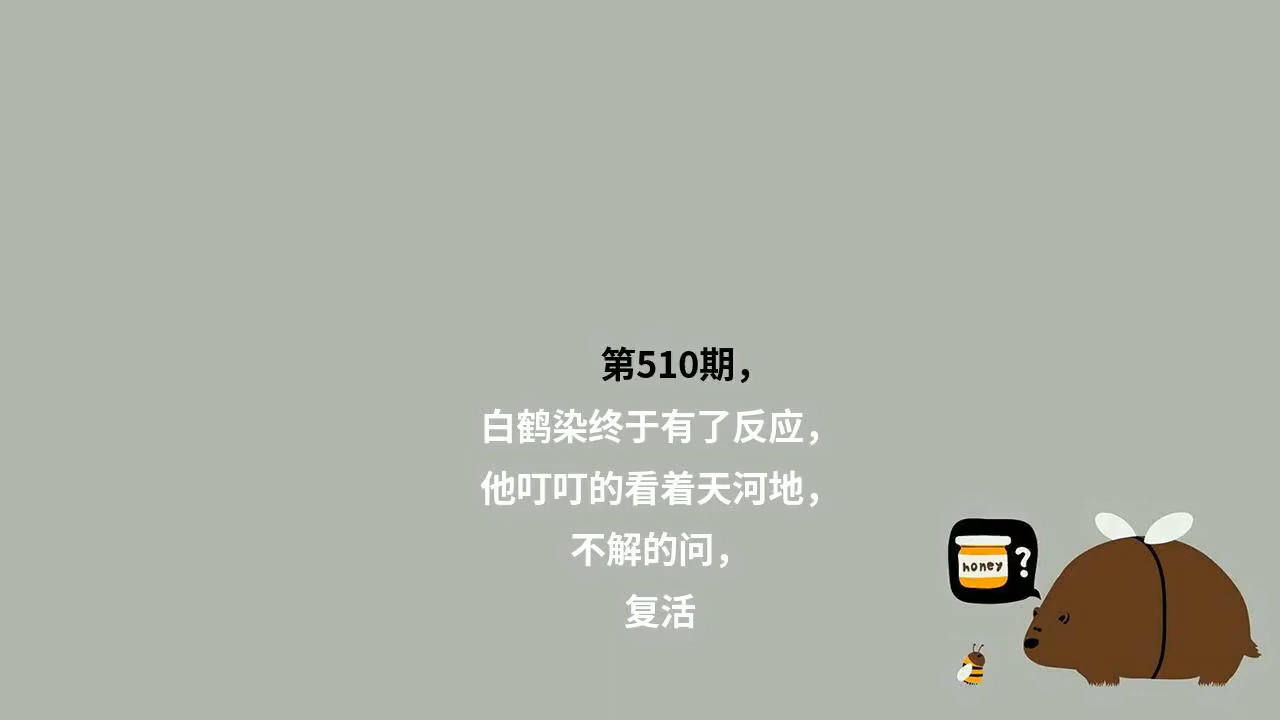 第510期，
白鹤染终于有了反应，
他叮叮的看着天河地，
不解的问，
复活
honey
?